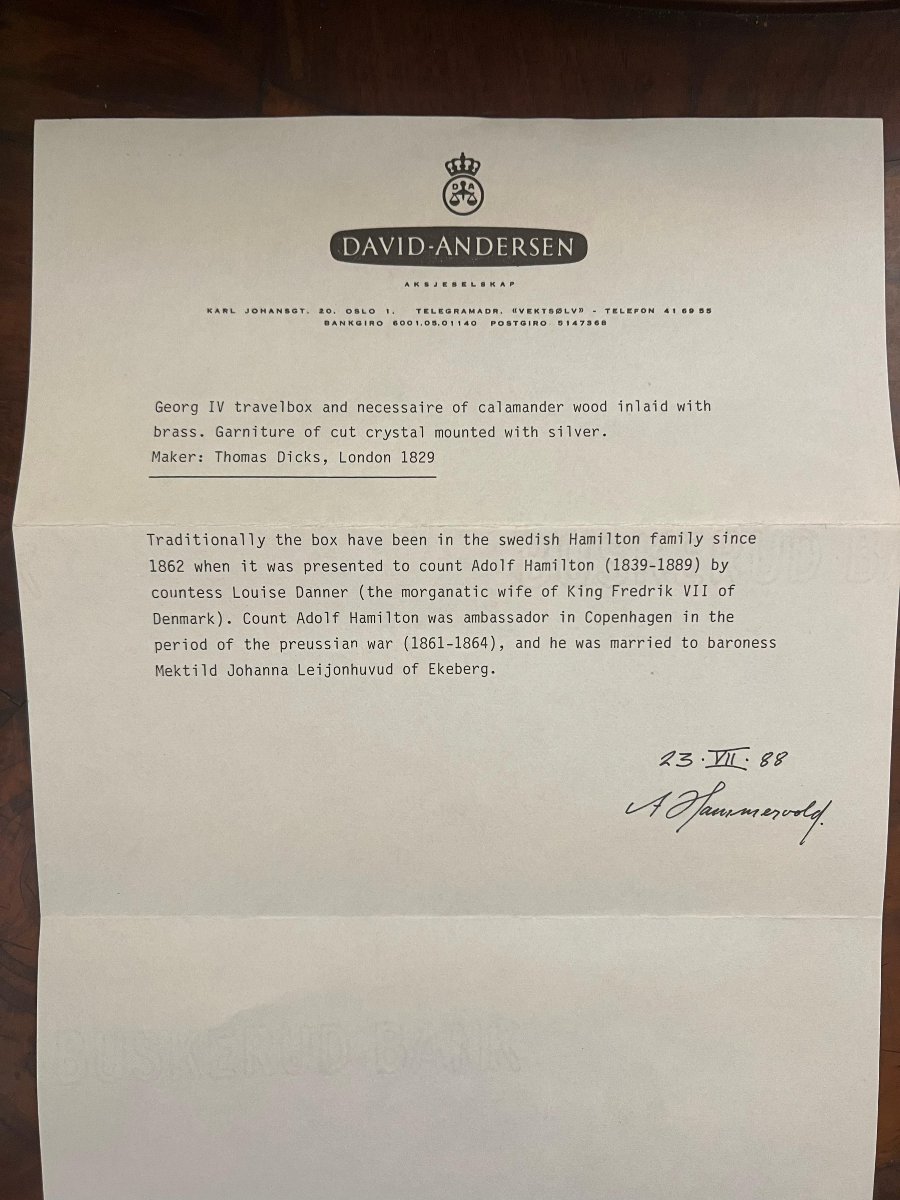 D A
DAVID-ANDERSEN
AKSJESELSKAP
KARL JOHANSGT. 20. OSLO 1. TELEGRAMADR. «VEKTSØLV» - TELEFON 41 69 55
BANKGIRO 6001.05.01140 POSTGIRO 5147368
Georg IV travelbox and necessaire of calamander wood inlaid with
brass. Garniture of cut crystal mounted with silver.
Maker: Thomas Dicks, London 1829
Traditionally the box have been in the swedish Hamilton family since
1862 when it was presented to count Adolf Hamilton (1839-1889) by
countess Louise Danner (the morganatic wife of King Fredrik VII of
Denmark). Count Adolf Hamilton was ambassador in Copenhagen in the
period of the preussian war (1861-1864), and he was married to baroness
Mektild Johanna Leijonhuvud of Ekeberg.
23·VII·88
A Hammervold.